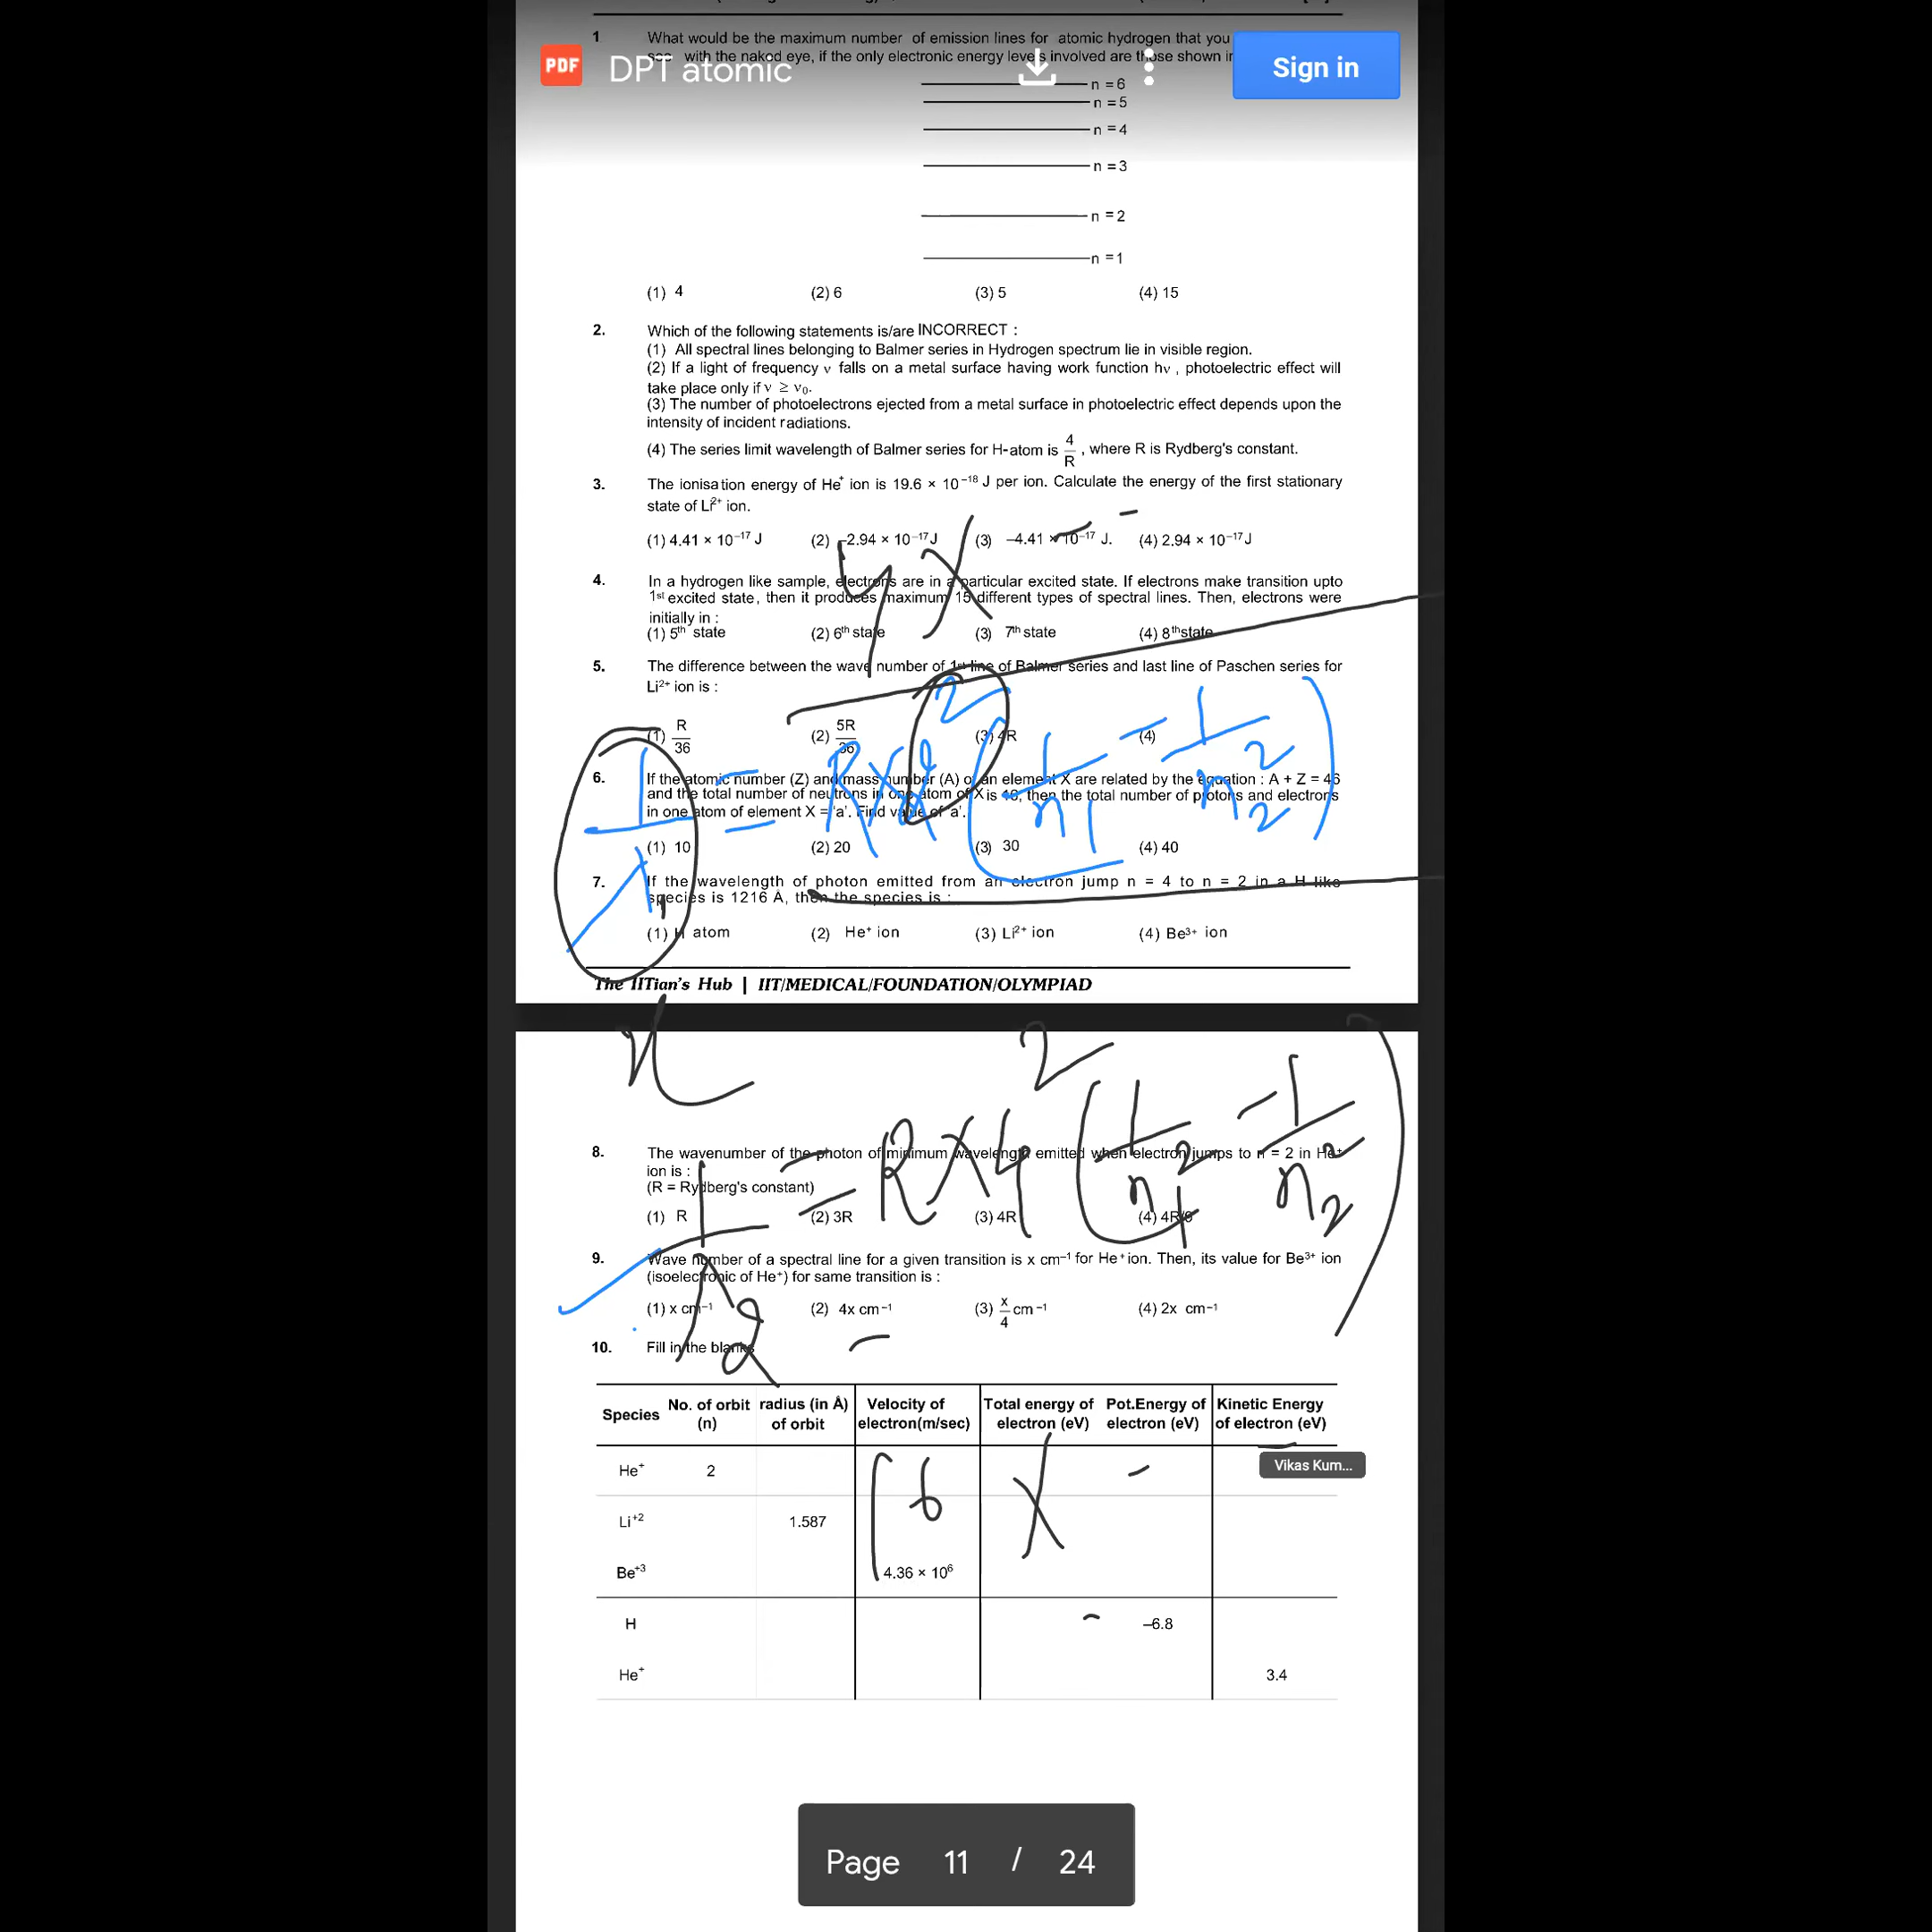 1 What would be the maximum number of emission lines for atomic hydrogen that you
see with the naked eye, if the only electronic energy levels involved are those shown in
PDF DPT atomic
Sign in
n = 6
n = 5
n = 4
n = 3
n = 2
n = 1
(1) 4 (2) 6 (3) 5 (4) 15
2. Which of the following statements is/are INCORRECT :
(1) All spectral lines belonging to Balmer series in Hydrogen spectrum lie in visible region.
(2) If a light of frequency ν falls on a metal surface having work function hν , photoelectric effect will
take place only if ν ≥ ν₀.
(3) The number of photoelectrons ejected from a metal surface in photoelectric effect depends upon the
intensity of incident radiations.
(4) The series limit wavelength of Balmer series for H-atom is 4/R , where R is Rydberg's constant.
3. The ionisation energy of He⁺ ion is 19.6 × 10⁻¹⁸ J per ion. Calculate the energy of the first stationary
state of Li²⁺ ion.
(1) 4.41 × 10⁻¹⁷ J (2) –2.94 × 10⁻¹⁷ J (3) –4.41 × 10⁻¹⁷ J. (4) 2.94 × 10⁻¹⁷ J
4x
4. In a hydrogen like sample, electrons are in a particular excited state. If electrons make transition upto
1st excited state, then it produces maximum 15 different types of spectral lines. Then, electrons were
initially in :
(1) 5th state (2) 6th state (3) 7th state (4) 8th state
5. The difference between the wave number of 1st line of Balmer series and last line of Paschen series for
Li²⁺ ion is :
(1) R/36 (2) 5R/36 (3) 4R (4)
6. If the atomic number (Z) and mass number (A) of an element X are related by the equation : A + Z = 46
and the total number of neutrons in one atom of X is 16, then the total number of protons and electrons
in one atom of element X = 'a'. Find value of 'a'.
(1) 10 (2) 20 (3) 30 (4) 40
7. If the wavelength of photon emitted from an electron jump n = 4 to n = 2 in a H like
species is 1216 Å, then the species is :
(1) H atom (2) He⁺ ion (3) Li²⁺ ion (4) Be³⁺ ion
The IITian's Hub | IIT/MEDICAL/FOUNDATION/OLYMPIAD
x
8. The wavenumber of the photon of minimum wavelength emitted when electron jumps to n = 2 in He⁺
ion is :
(R = Rydberg's constant)
(1) R (2) 3R (3) 4R (4) 4R/9
1/λ₂ = R × 4² (1/n₁² – 1/n₂²)
9. Wave number of a spectral line for a given transition is x cm⁻¹ for He⁺ ion. Then, its value for Be³⁺ ion
(isoelectronic of He⁺) for same transition is :
(1) x cm⁻¹ (2) 4x cm⁻¹ (3) x/4 cm⁻¹ (4) 2x cm⁻¹
10. Fill in the blanks
Species No. of orbit (n) radius (in Å) of orbit Velocity of electron(m/sec) Total energy of electron (eV) Pot.Energy of electron (eV) Kinetic Energy of electron (eV)
He⁺ 2
Vikas Kum...
16 x
Li⁺² 1.587
Be⁺³ 4.36 × 10⁶
H –6.8
He⁺ 3.4
Page 11 / 24